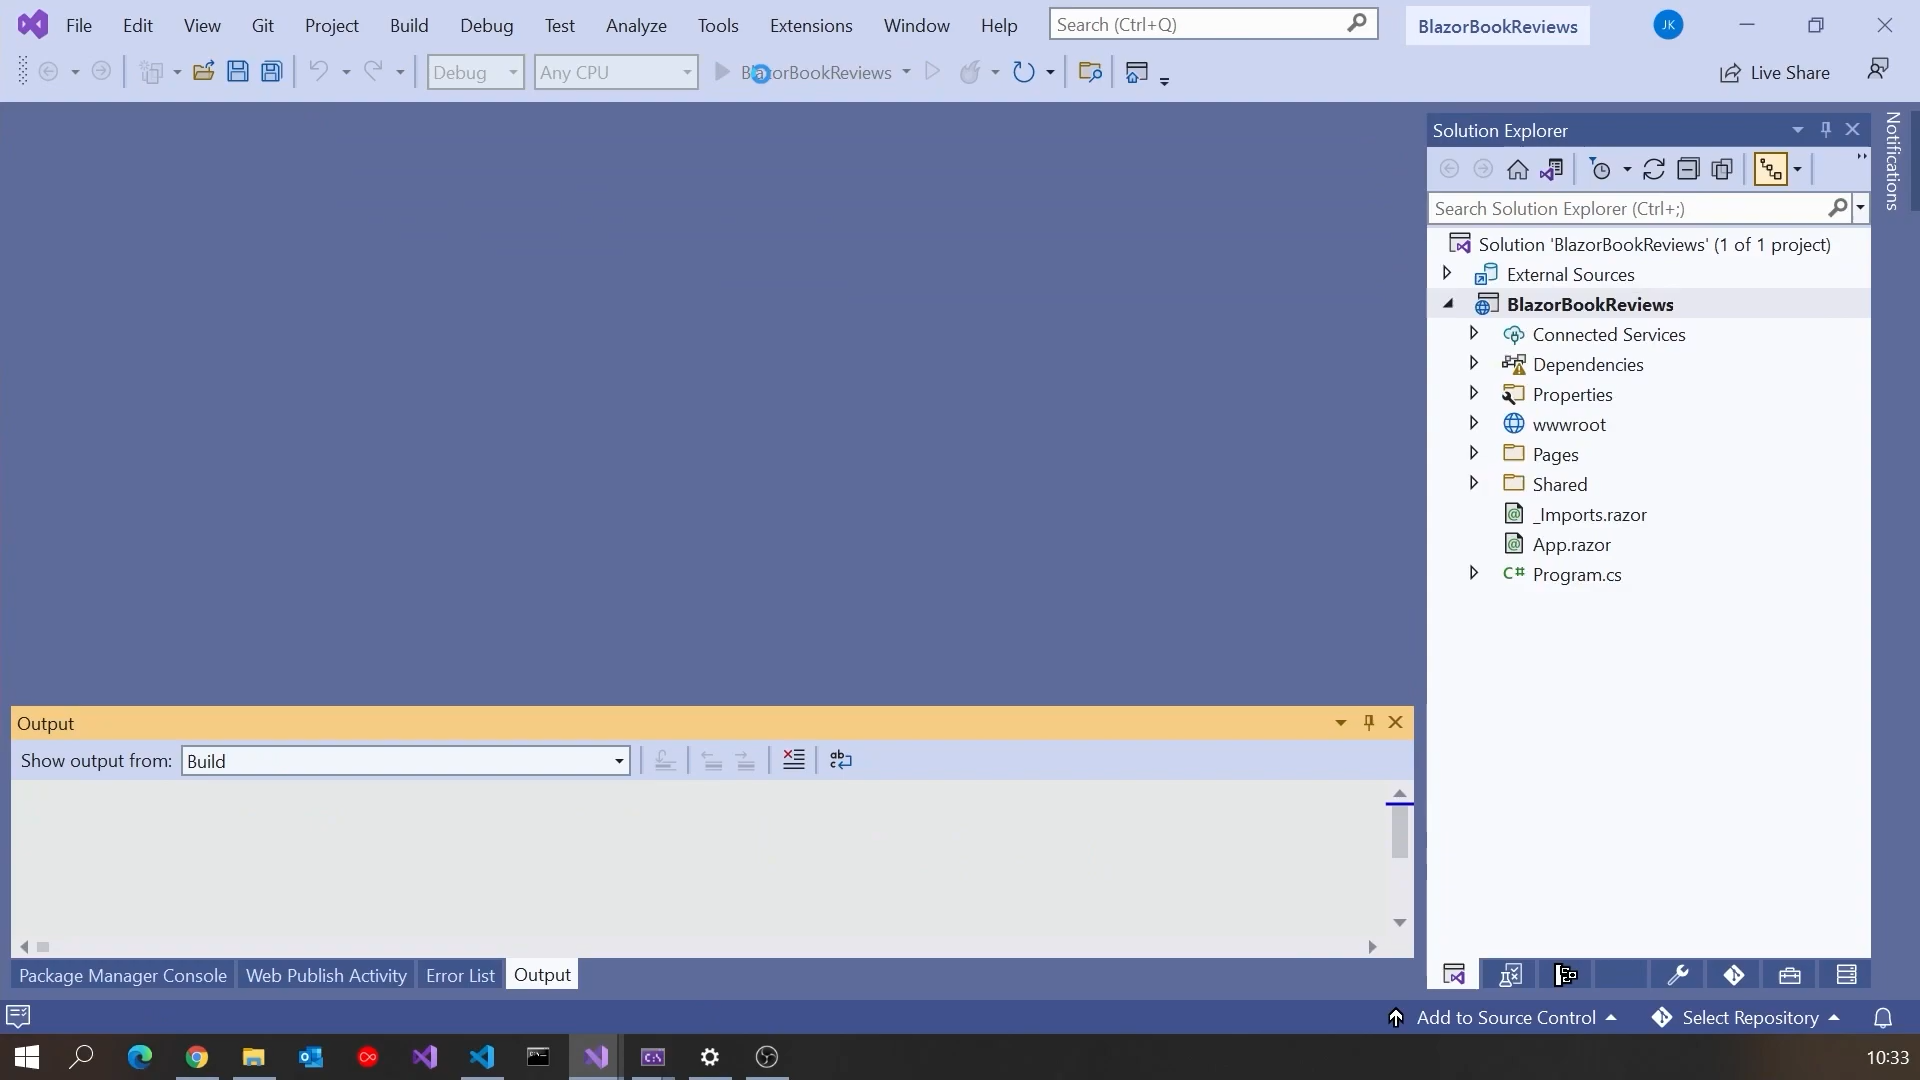 File Edit View Git Project Build Debug Test Analyze Tools Extensions Window Help Search (Ctrl+Q) BlazorBookReviews JK
Debug Any CPU BlazorBookReviews Live Share
Notifications
Solution Explorer
Search Solution Explorer (Ctrl+;)
Solution 'BlazorBookReviews' (1 of 1 project)
External Sources
BlazorBookReviews
Connected Services
Dependencies
Properties
wwwroot
Pages
Shared
_Imports.razor
App.razor
C# Program.cs
Output
Show output from: Build
Package Manager Console Web Publish Activity Error List Output
Add to Source Control Select Repository
10:33